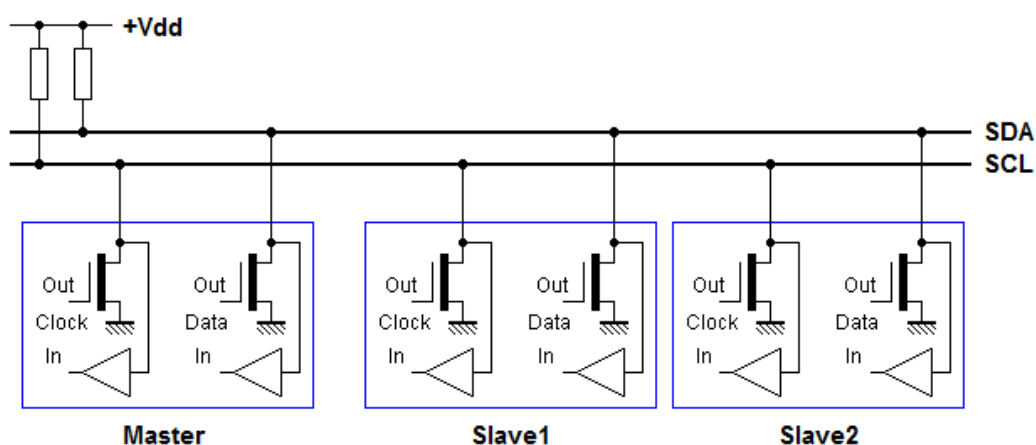 +Vdd
SDA
SCL
Out Out Out Out Out Out
Clock Data Clock Data Clock Data
In In In In In In
Master Slave1 Slave2